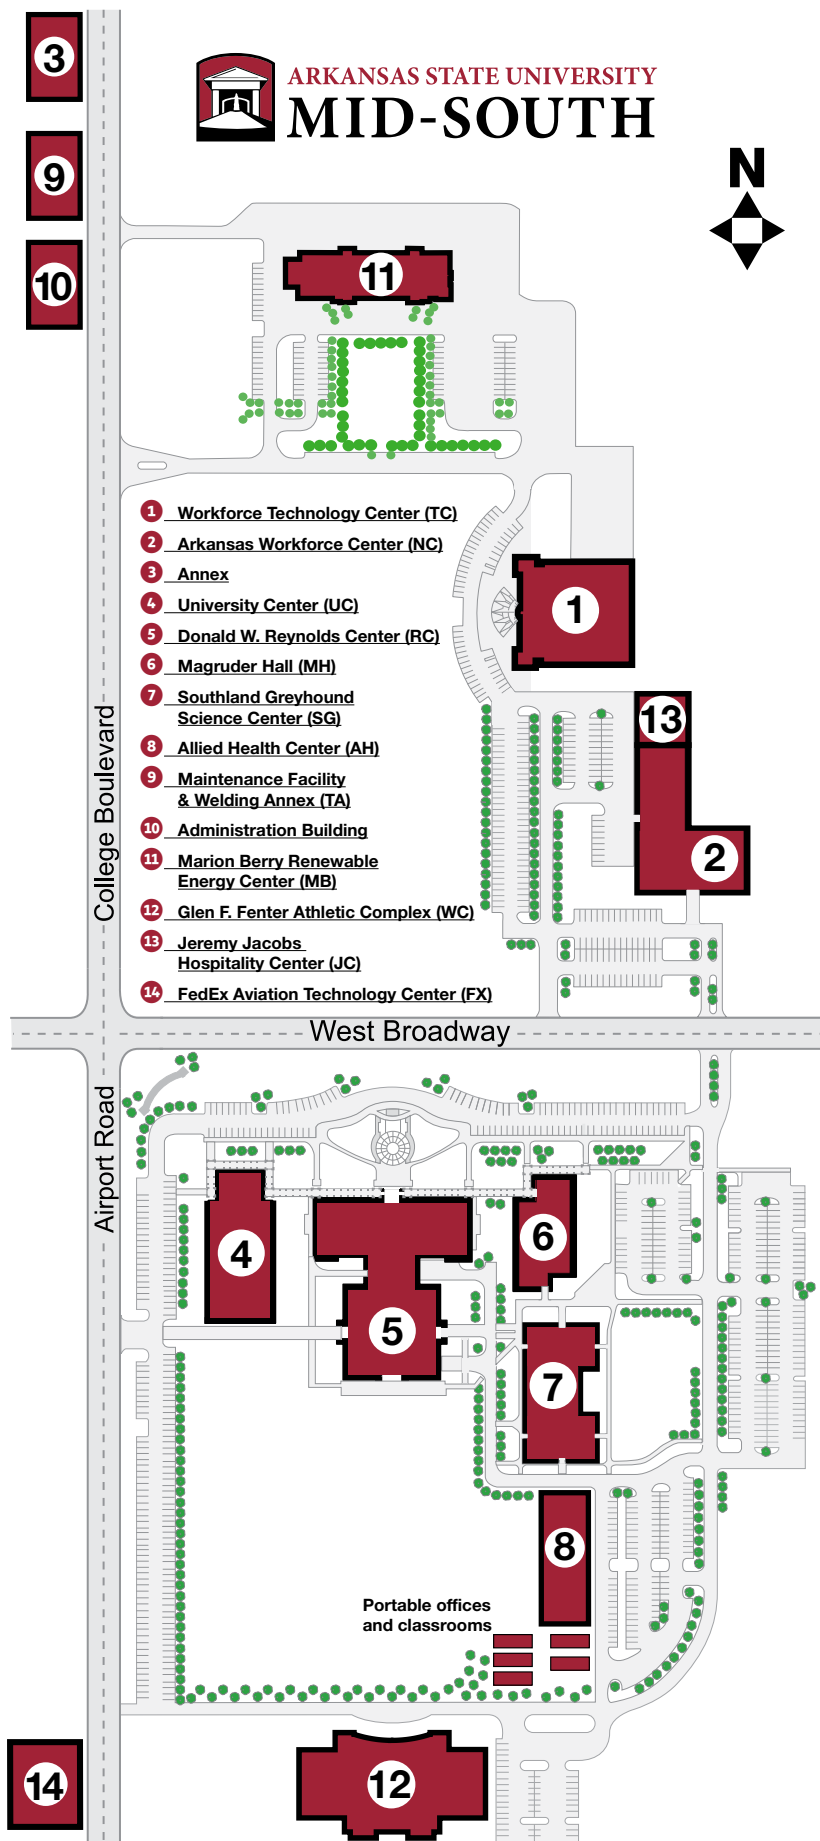 3
ARKANSAS STATE UNIVERSITY
MID-SOUTH
9
N
10
11
1 Workforce Technology Center (TC)
2 Arkansas Workforce Center (NC)
3 Annex
4 University Center (UC)
5 Donald W. Reynolds Center (RC)
6 Magruder Hall (MH)
7 Southland Greyhound
Science Center (SG)
8 Allied Health Center (AH)
9 Maintenance Facility
& Welding Annex (TA)
10 Administration Building
11 Marion Berry Renewable
Energy Center (MB)
12 Glen F. Fenter Athletic Complex (WC)
13 Jeremy Jacobs
Hospitality Center (JC)
14 FedEx Aviation Technology Center (FX)
1
13
2
College Boulevard
West Broadway
Airport Road
4
6
5
7
8
Portable offices
and classrooms
14
12